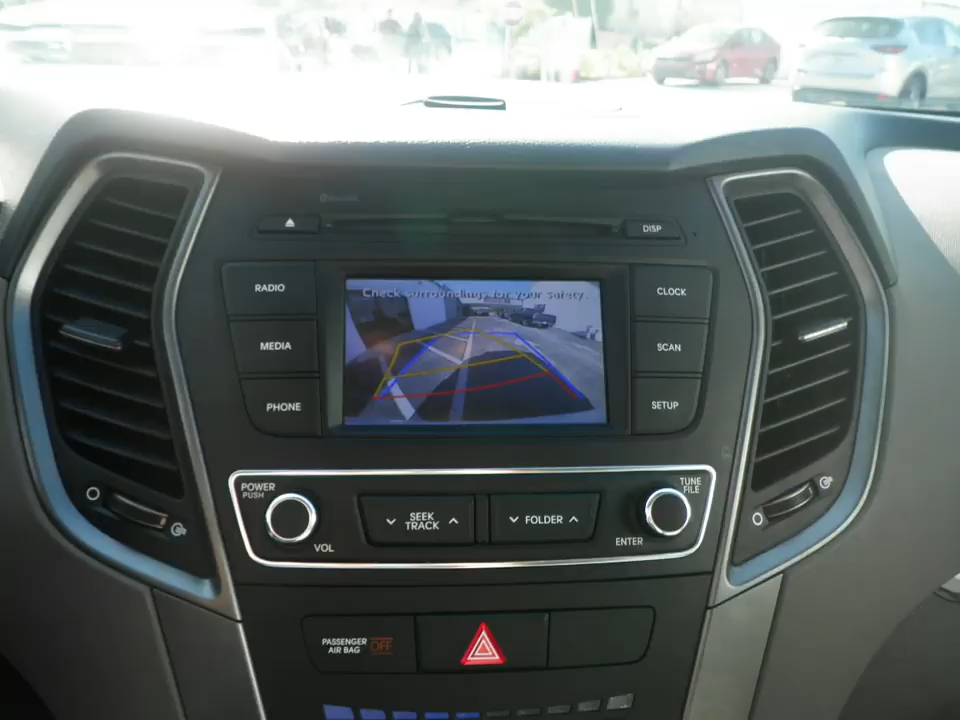 DISP
RADIO
CLOCK
Check surroundings for your safety.
MEDIA
SCAN
PHONE
SETUP
POWER
PUSH
VOL
SEEK
TRACK
FOLDER
TUNE
FILE
ENTER
PASSENGER
AIR BAG
OFF